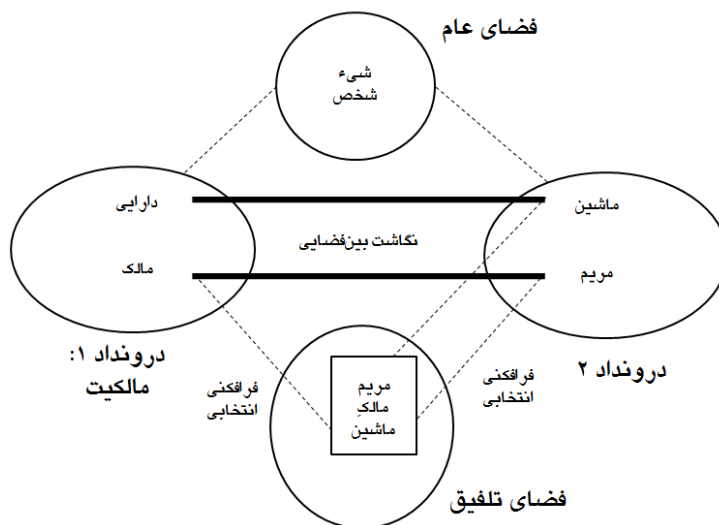 فضای عام
شیء
شخص
دارایی
ماشین
نگاشت بین‌فضایی
مالک
مریم
درونداد ۱:
مالکیت
درونداد ۲
فرافکنی
انتخابی
فرافکنی
انتخابی
مریم
مالکِ
ماشین
فضای تلفیق